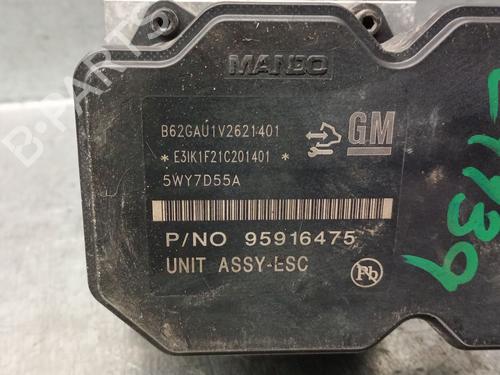 MANDO
B62GAU1V2621401
*E3IK1F21C201401*
GM
5WY7D55A
P/NO 95916475
UNIT ASSY-ESC
Pb
B-PARTS